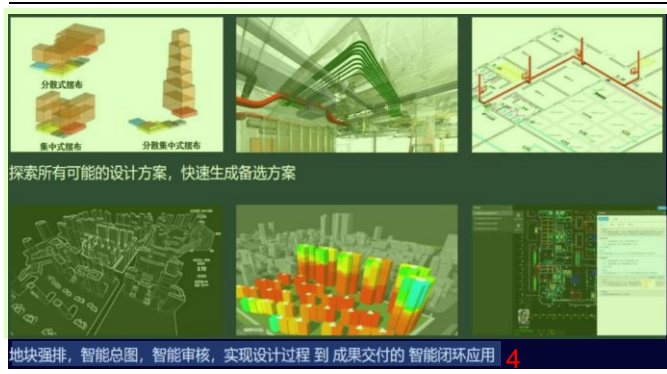 分散式摆布
集中式摆布
分散集中式摆布
探索所有可能的设计方案，快速生成备选方案
地块强排，智能总图，智能审核，实现设计过程 到 成果交付的 智能闭环应用
4